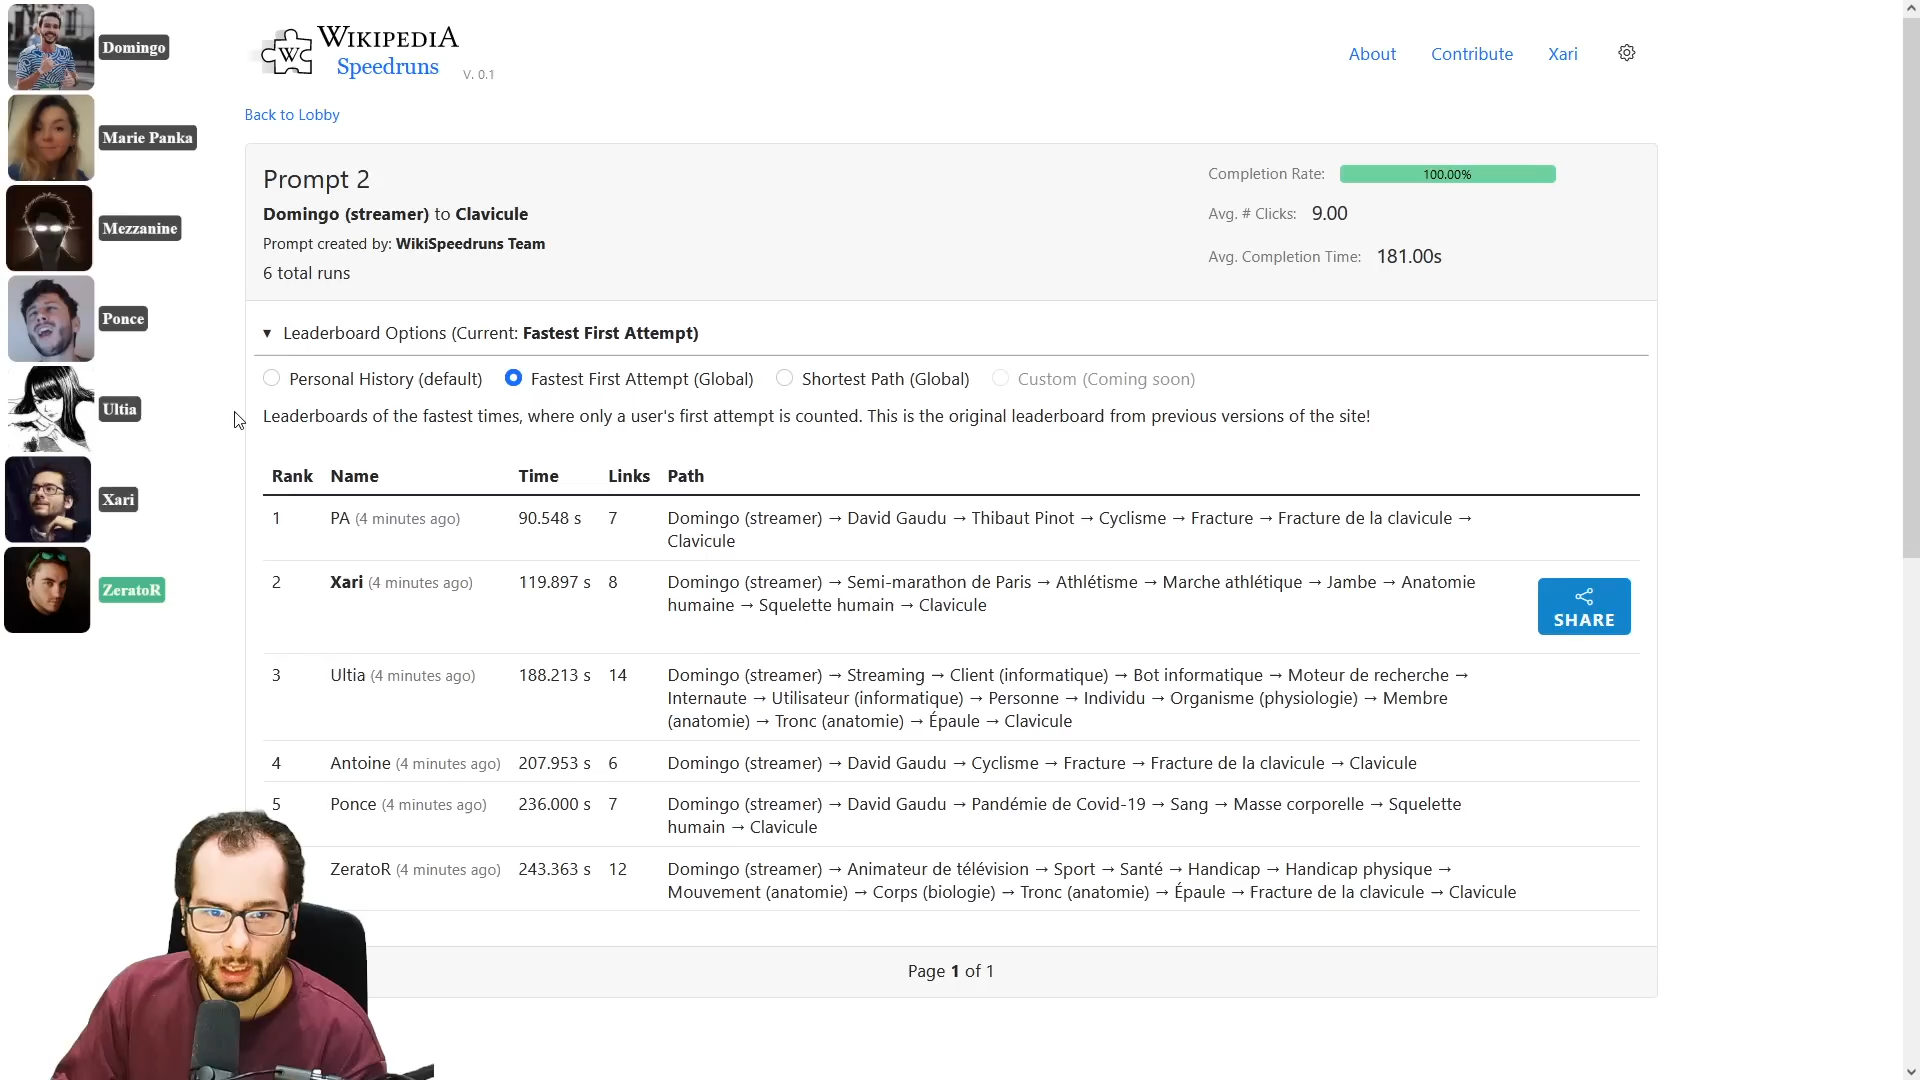 Domingo
Marie Panka
Mezzanine
Ponce
Ultia
Xari
ZeratoR
W
WIKIPEDIA
Speedruns
V. 0.1
About
Contribute
Xari
Back to Lobby
Prompt 2
Domingo (streamer) to Clavicule
Prompt created by: WikiSpeedruns Team
6 total runs
Completion Rate: 100.00%
Avg. # Clicks: 9.00
Avg. Completion Time: 181.00s
▼ Leaderboard Options (Current: Fastest First Attempt)
Personal History (default) Fastest First Attempt (Global) Shortest Path (Global) Custom (Coming soon)
Leaderboards of the fastest times, where only a user's first attempt is counted. This is the original leaderboard from previous versions of the site!
Rank Name Time Links Path
1 PA (4 minutes ago) 90.548 s 7 Domingo (streamer) → David Gaudu → Thibaut Pinot → Cyclisme → Fracture → Fracture de la clavicule →
Clavicule
2 Xari (4 minutes ago) 119.897 s 8 Domingo (streamer) → Semi-marathon de Paris → Athlétisme → Marche athlétique → Jambe → Anatomie
humaine → Squelette humain → Clavicule
SHARE
3 Ultia (4 minutes ago) 188.213 s 14 Domingo (streamer) → Streaming → Client (informatique) → Bot informatique → Moteur de recherche →
Internaute → Utilisateur (informatique) → Personne → Individu → Organisme (physiologie) → Membre
(anatomie) → Tronc (anatomie) → Épaule → Clavicule
4 Antoine (4 minutes ago) 207.953 s 6 Domingo (streamer) → David Gaudu → Cyclisme → Fracture → Fracture de la clavicule → Clavicule
5 Ponce (4 minutes ago) 236.000 s 7 Domingo (streamer) → David Gaudu → Pandémie de Covid-19 → Sang → Masse corporelle → Squelette
humain → Clavicule
ZeratoR (4 minutes ago) 243.363 s 12 Domingo (streamer) → Animateur de télévision → Sport → Santé → Handicap → Handicap physique →
Mouvement (anatomie) → Corps (biologie) → Tronc (anatomie) → Épaule → Fracture de la clavicule → Clavicule
Page 1 of 1